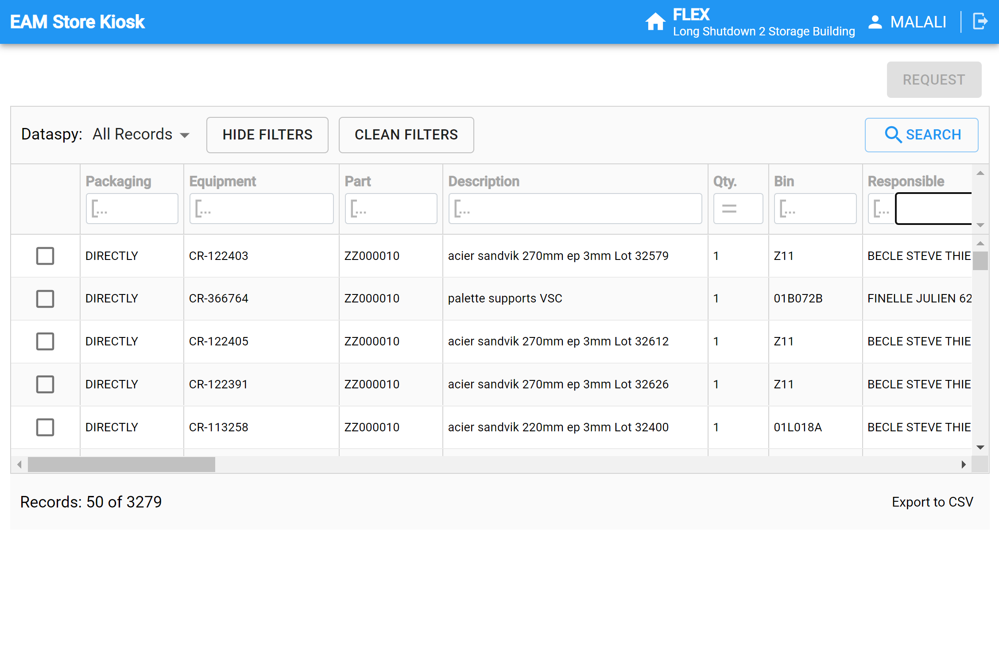 EAM Store Kiosk
FLEX
Long Shutdown 2 Storage Building
MALALI
REQUEST
Dataspy: All Records HIDE FILTERS CLEAN FILTERS SEARCH
Packaging Equipment Part Description Qty. Bin Responsible
[... [... [... [... = [... [...
DIRECTLY CR-122403 ZZ000010 acier sandvik 270mm ep 3mm Lot 32579 1 Z11 BECLE STEVE THIE
DIRECTLY CR-366764 ZZ000010 palette supports VSC 1 01B072B FINELLE JULIEN 62
DIRECTLY CR-122405 ZZ000010 acier sandvik 270mm ep 3mm Lot 32612 1 Z11 BECLE STEVE THIE
DIRECTLY CR-122391 ZZ000010 acier sandvik 270mm ep 3mm Lot 32626 1 Z11 BECLE STEVE THIE
DIRECTLY CR-113258 ZZ000010 acier sandvik 220mm ep 3mm Lot 32400 1 01L018A BECLE STEVE THIE
Records: 50 of 3279
Export to CSV